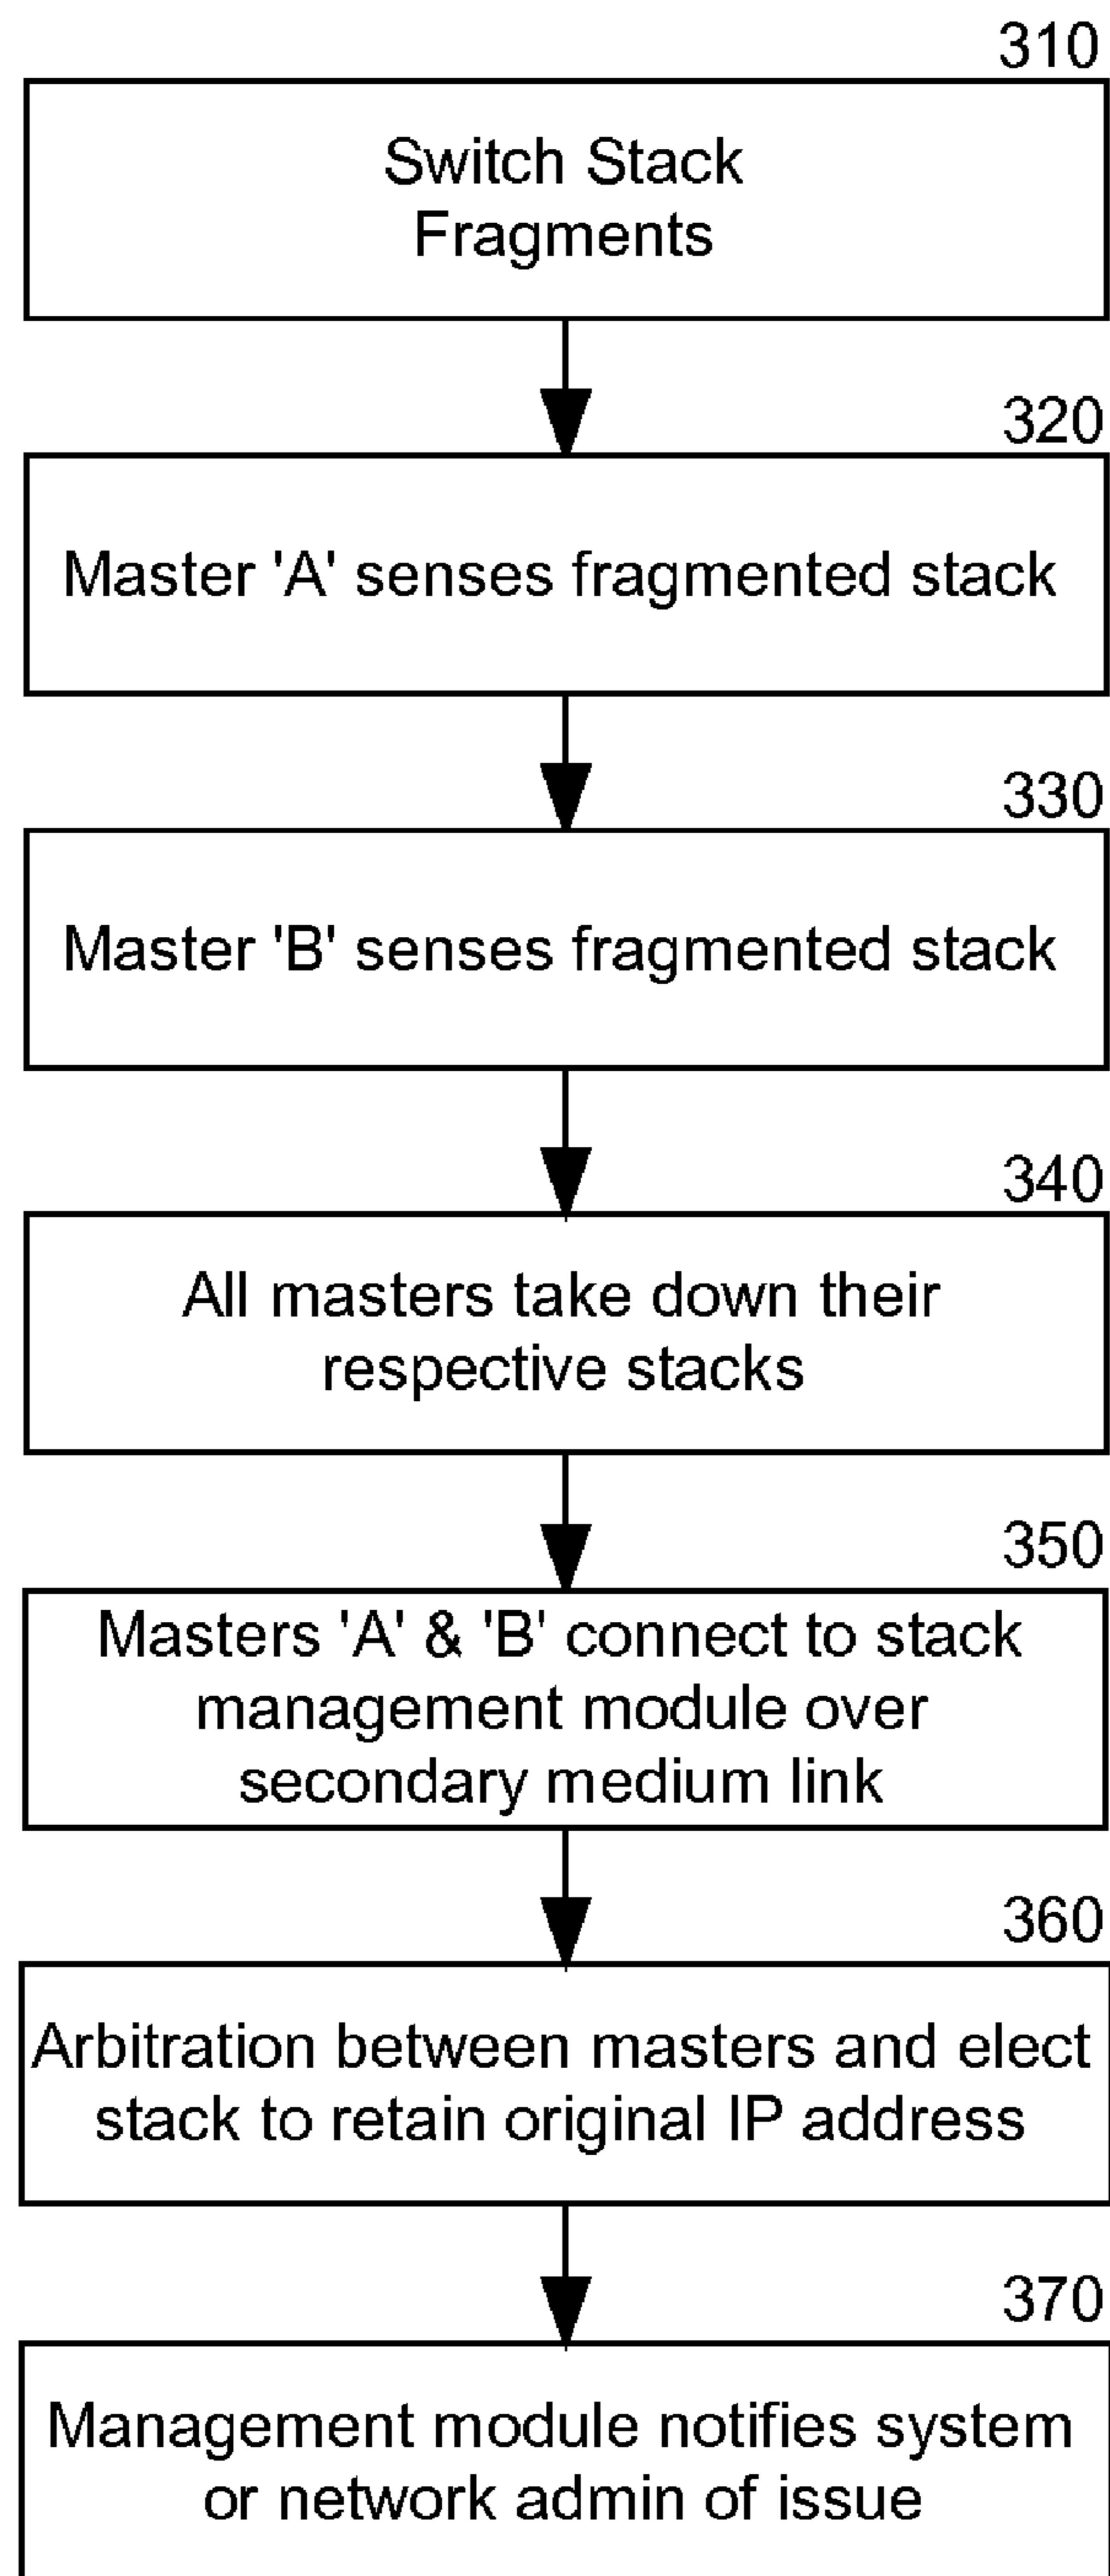 310
Switch Stack
Fragments
320
Master 'A' senses fragmented stack
330
Master 'B' senses fragmented stack
340
All masters take down their
respective stacks
350
Masters 'A' & 'B' connect to stack
management module over
secondary medium link
360
Arbitration between masters and elect
stack to retain original IP address
370
Management module notifies system
or network admin of issue